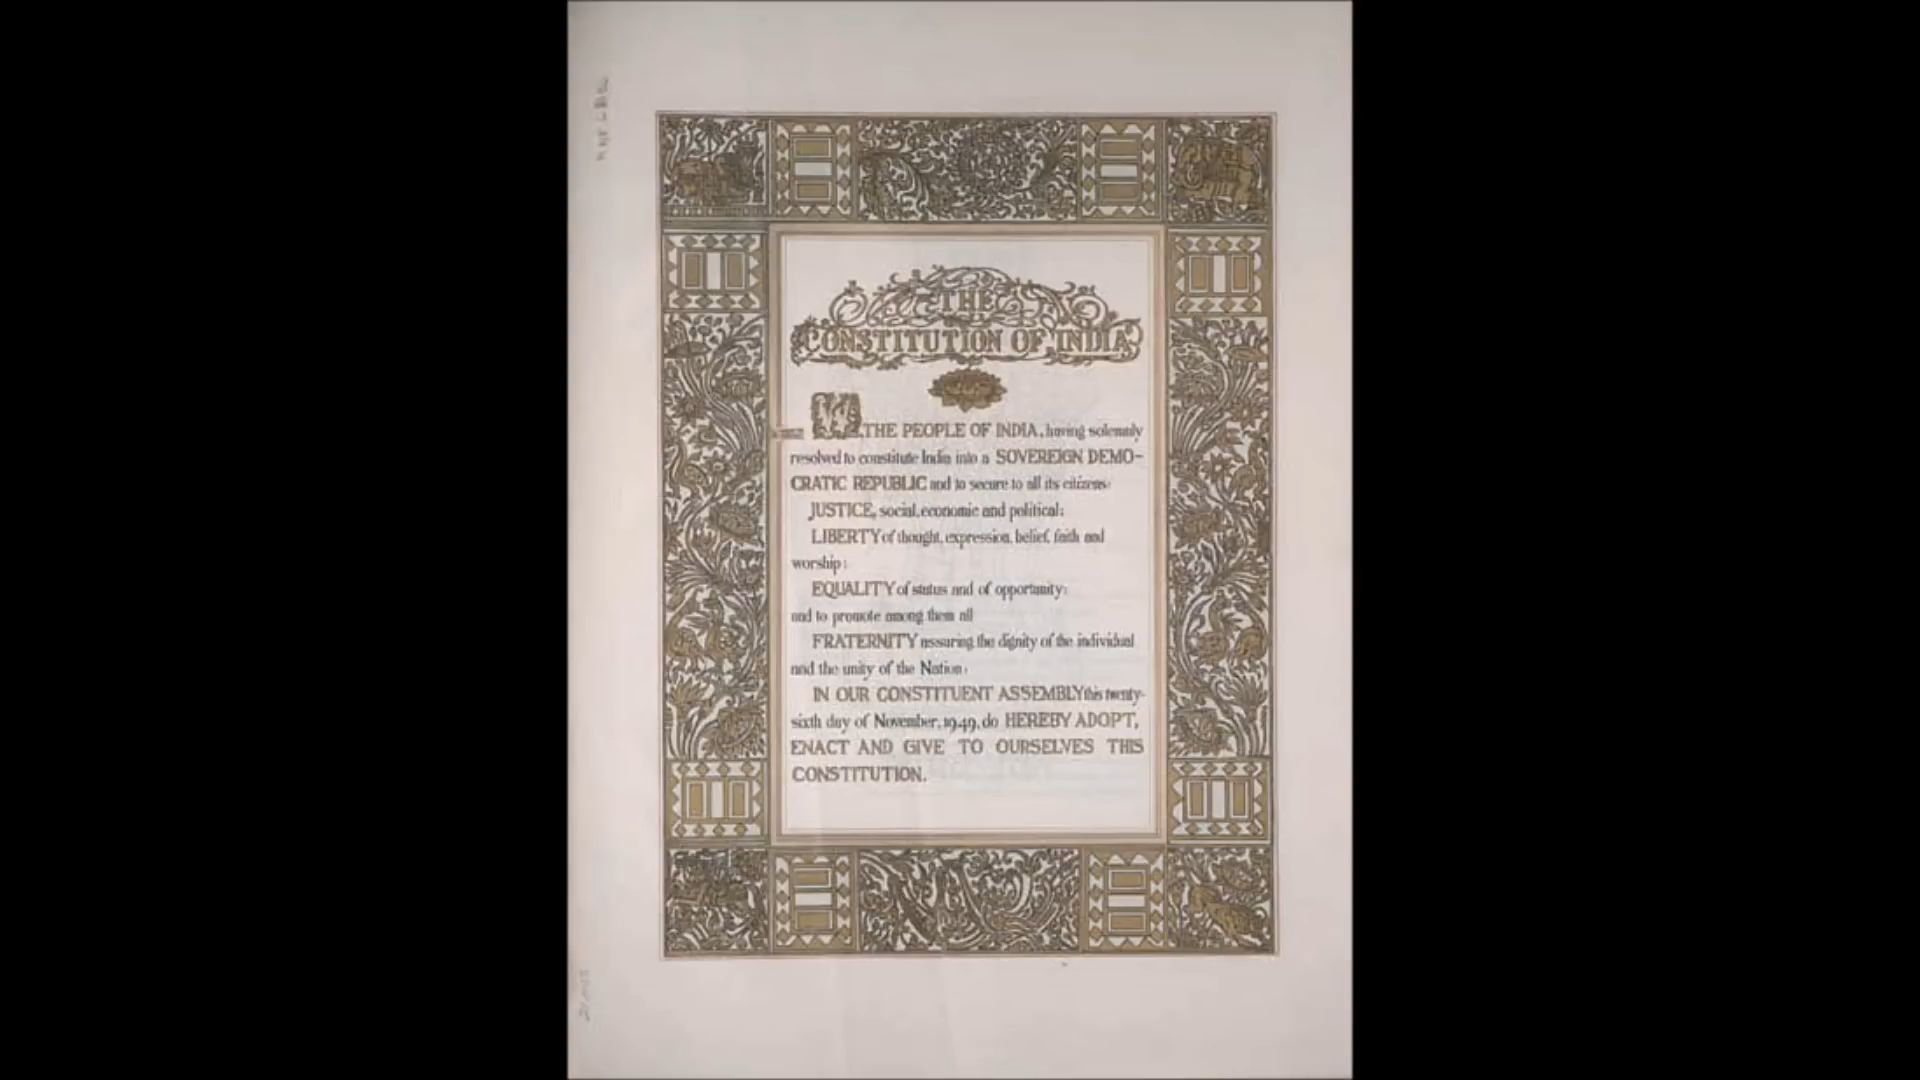 THE
CONSTITUTION OF INDIA
WE, THE PEOPLE OF INDIA, having solemnly
resolved to constitute India into a SOVEREIGN DEMO-
CRATIC REPUBLIC and to secure to all its citizens:
JUSTICE, social, economic and political;
LIBERTY of thought, expression, belief, faith and
worship;
EQUALITY of status and of opportunity;
and to promote among them all
FRATERNITY assuring the dignity of the individual
and the unity of the Nation;
IN OUR CONSTITUENT ASSEMBLY this twenty-
sixth day of November, 1949, do HEREBY ADOPT,
ENACT AND GIVE TO OURSELVES THIS
CONSTITUTION.